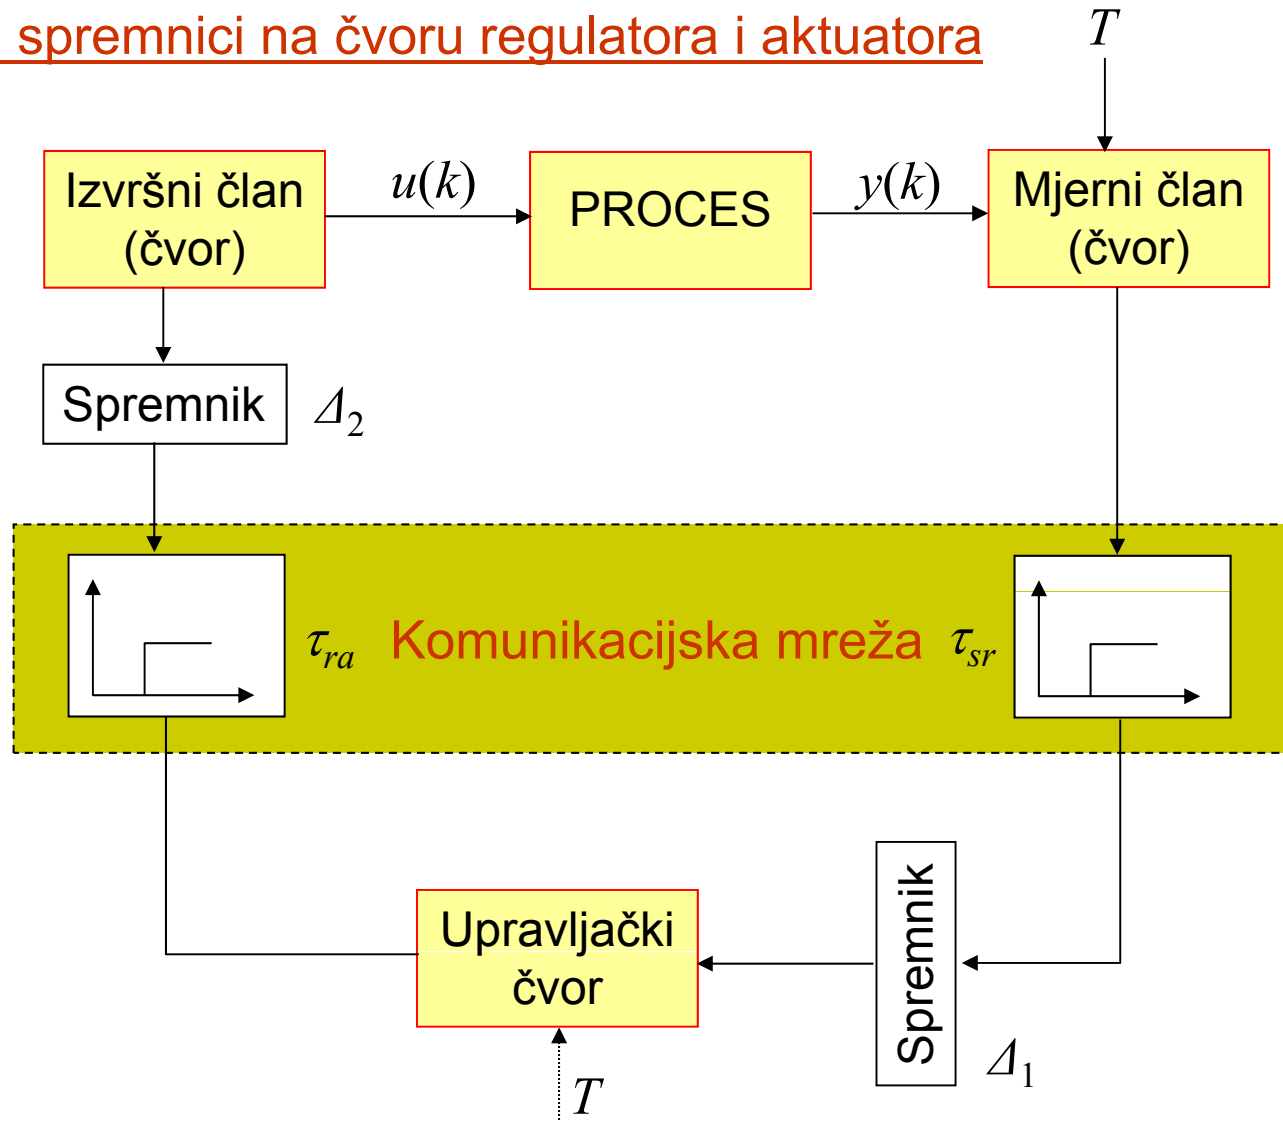 spremnici na čvoru regulatora i aktuatora
T
Izvršni član
(čvor)
u(k)
PROCES
y(k)
Mjerni član
(čvor)
Spremnik
Δ2
τra
Komunikacijska mreža
τsr
Upravljački
čvor
Spremnik
Δ1
T